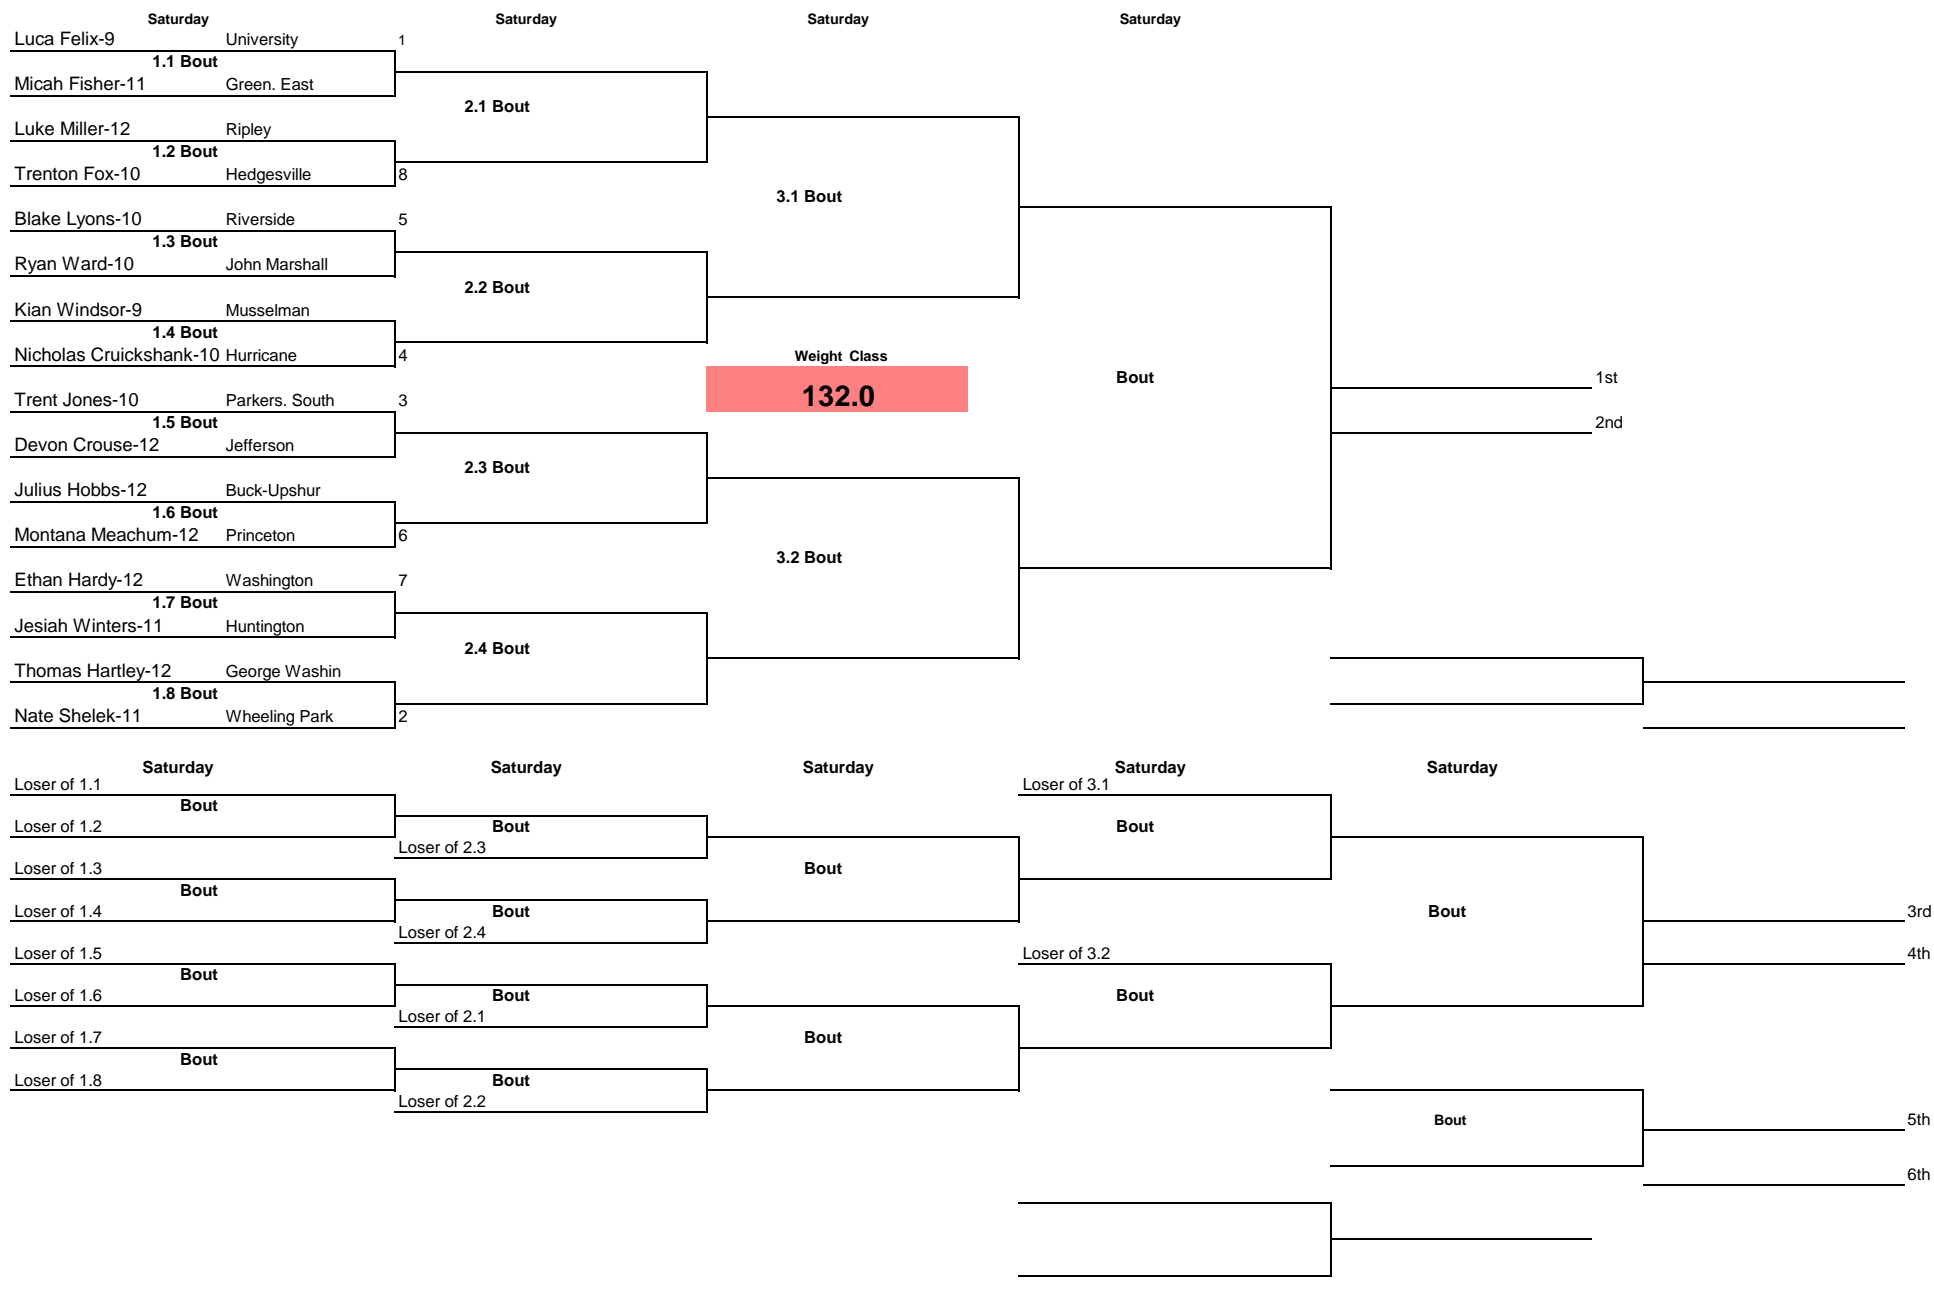 Saturday Saturday Saturday Saturday
Luca Felix-9 University 1
1.1 Bout
Micah Fisher-11 Green. East
2.1 Bout
Luke Miller-12 Ripley
1.2 Bout
Trenton Fox-10 Hedgesville 8
3.1 Bout
Blake Lyons-10 Riverside 5
1.3 Bout
Ryan Ward-10 John Marshall
2.2 Bout
Kian Windsor-9 Musselman
1.4 Bout
Nicholas Cruickshank-10 Hurricane 4
Weight Class
Bout 1st
132.0
Trent Jones-10 Parkers. South 3
1.5 Bout 2nd
Devon Crouse-12 Jefferson
2.3 Bout
Julius Hobbs-12 Buck-Upshur
1.6 Bout
Montana Meachum-12 Princeton 6
3.2 Bout
Ethan Hardy-12 Washington 7
1.7 Bout
Jesiah Winters-11 Huntington
2.4 Bout
Thomas Hartley-12 George Washin
1.8 Bout
Nate Shelek-11 Wheeling Park 2
Saturday Saturday Saturday Saturday Saturday
Loser of 1.1 Loser of 3.1
Bout
Loser of 1.2 Bout Bout
Loser of 2.3
Loser of 1.3 Bout
Bout
Loser of 1.4 Bout Bout 3rd
Loser of 2.4
Loser of 1.5 Loser of 3.2 4th
Bout
Loser of 1.6 Bout Bout
Loser of 2.1
Loser of 1.7 Bout
Bout
Loser of 1.8 Bout
Loser of 2.2
Bout 5th
6th